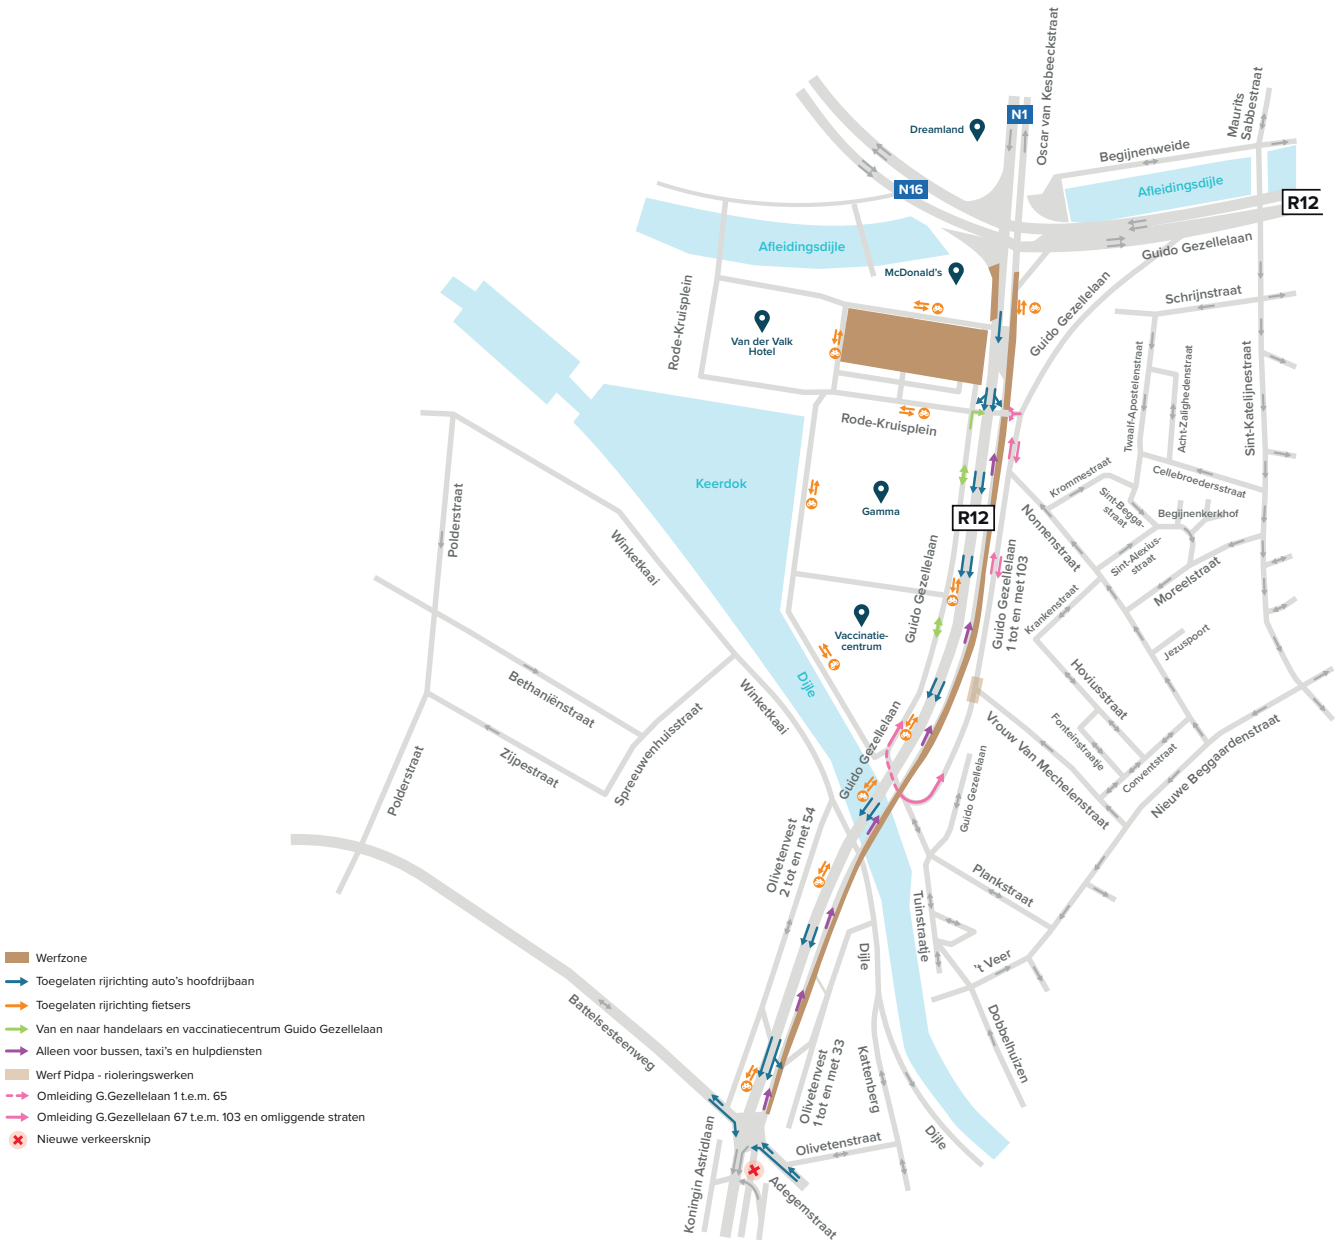 Oscar van Kesbeeckstraat
N1
Dreamland
Maurits
Sabbestraat
Begijnenweide
Afleidingsdijle
N16
R12
Afleidingsdijle
Guido Gezellelaan
McDonald's
Rode-Kruisplein
Guido Gezellelaan
Schrijnstraat
Van der Valk
Hotel
Sint-Katelijnestraat
Twaalf-Apostelenstraat
Acht-Zalighedenstraat
Rode-Kruisplein
Keerdok
Gamma
Krommestraat
Cellebroedersstraat
Sint-Begga-
straat
Begijnenkerkhof
Polderstraat
R12
Nonnenstraat
Winketkaai
Sint-Alexius-
straat
Moreelstraat
Guido Gezellelaan
Guido Gezellelaan
1 tot en met 103
Krankenstraat
Vaccinatie-
centrum
Jezuspoort
Dijle
Hoviusstraat
Bethaniënstraat
Winketkaai
Guido Gezellelaan
Vrouw Van Mechelenstraat
Fonteinstraatje
Conventstraat
Nieuwe Beggaardenstraat
Zijpestraat
Spreeuwenhuisstraat
Polderstraat
Guido Gezellelaan
Olivetenvest
2 tot en met 54
Plankstraat
Tuinstraatje
Dijle
't Veer
Dobbelhuizen
Battelsesteenweg
Olivetenvest
1 tot en met 33
Kattenberg
Dijle
Olivetenstraat
Koningin Astridlaan
Adegemstraat
Werfzone
Toegelaten rijrichting auto's hoofdrijbaan
Toegelaten rijrichting fietsers
Van en naar handelaars en vaccinatiecentrum Guido Gezellelaan
Alleen voor bussen, taxi's en hulpdiensten
Werf Pidpa - rioleringswerken
Omleiding G.Gezellelaan 1 t.e.m. 65
Omleiding G.Gezellelaan 67 t.e.m. 103 en omliggende straten
Nieuwe verkeersknip